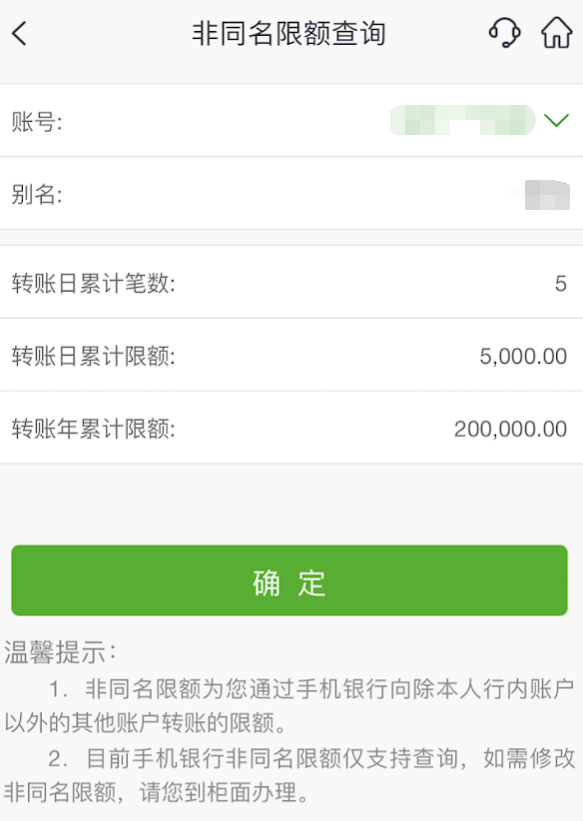 非同名限额查询
账号:
别名:
转账日累计笔数: 5
转账日累计限额: 5,000.00
转账年累计限额: 200,000.00
确 定
温馨提示：
1. 非同名限额为您通过手机银行向除本人行内账户
以外的其他账户转账的限额。
2. 目前手机银行非同名限额仅支持查询，如需修改
非同名限额，请您到柜面办理。